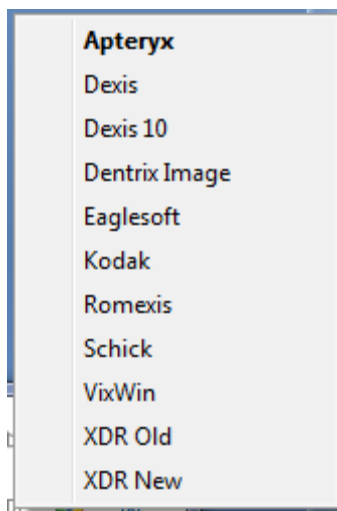 Apteryx
Dexis
Dexis 10
Dentrix Image
Eaglesoft
Kodak
Romexis
Schick
VixWin
XDR Old
XDR New